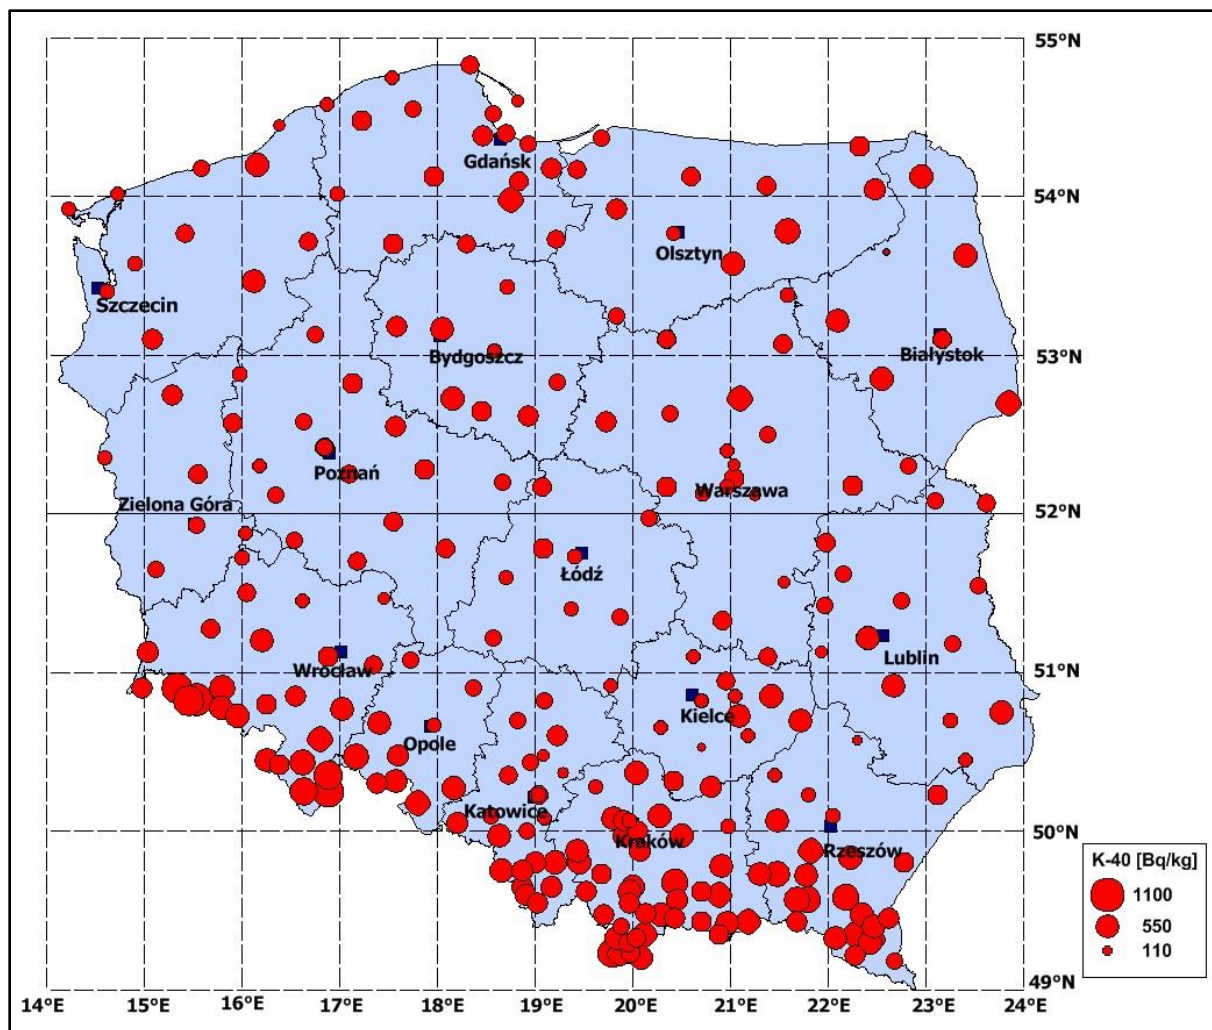 55°N
Gdańsk
54°N
Olsztyn
Szczecin
Białystok
Bydgoszcz
53°N
Poznań
Warszawa
Zielona Góra
52°N
Łódź
Lublin
Wrocław
51°N
Kielce
Opole
Katowice
Kraków
50°N
Rzeszów
K-40 [Bq/kg]
1100
550
110
49°N
14°E 15°E 16°E 17°E 18°E 19°E 20°E 21°E 22°E 23°E 24°E